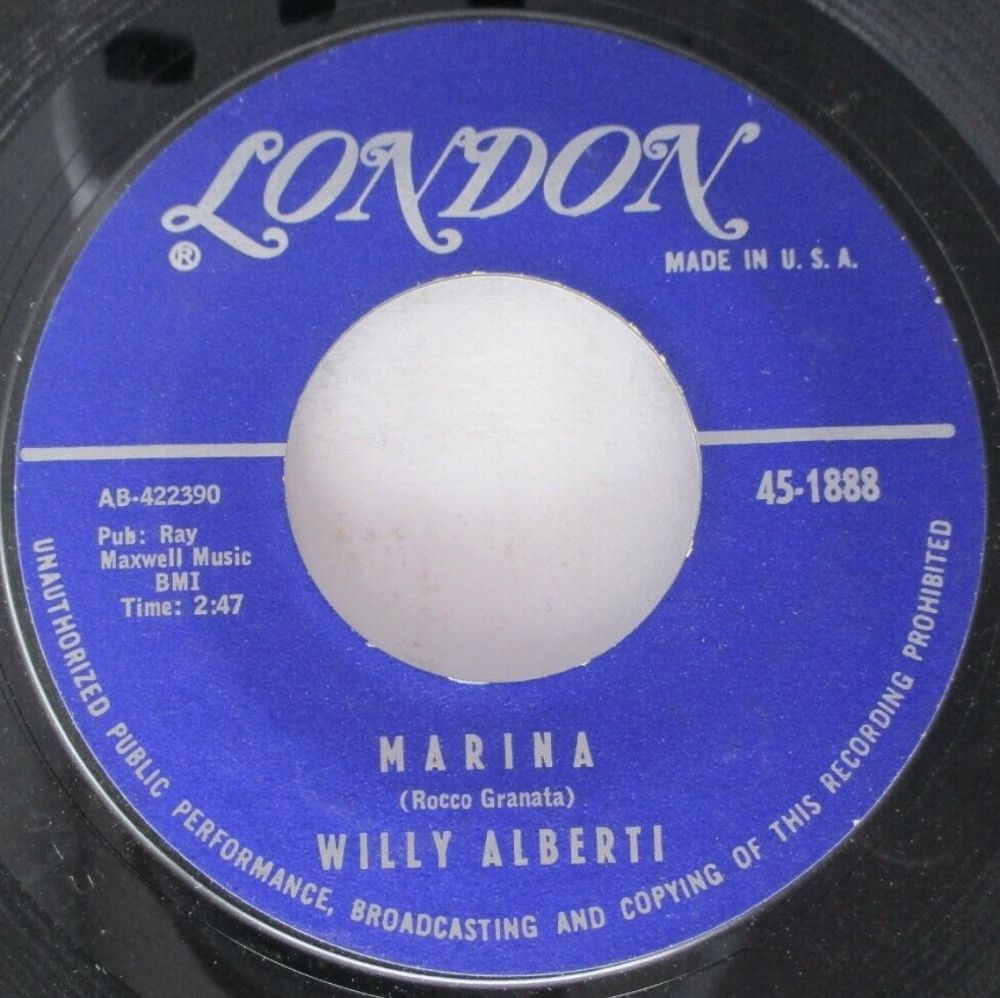 LONDON
®
MADE IN U. S. A.
AB-422390
45-1888
Pub: Ray
Maxwell Music
BMI
Time: 2:47
MARINA
(Rocco Granata)
WILLY ALBERTI
UNAUTHORIZED PUBLIC PERFORMANCE, BROADCASTING AND COPYING OF THIS RECORDING PROHIBITED